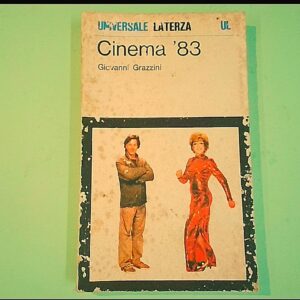 UNIVERSALE LATERZA UL
Cinema '83
Giovanni Grazzini